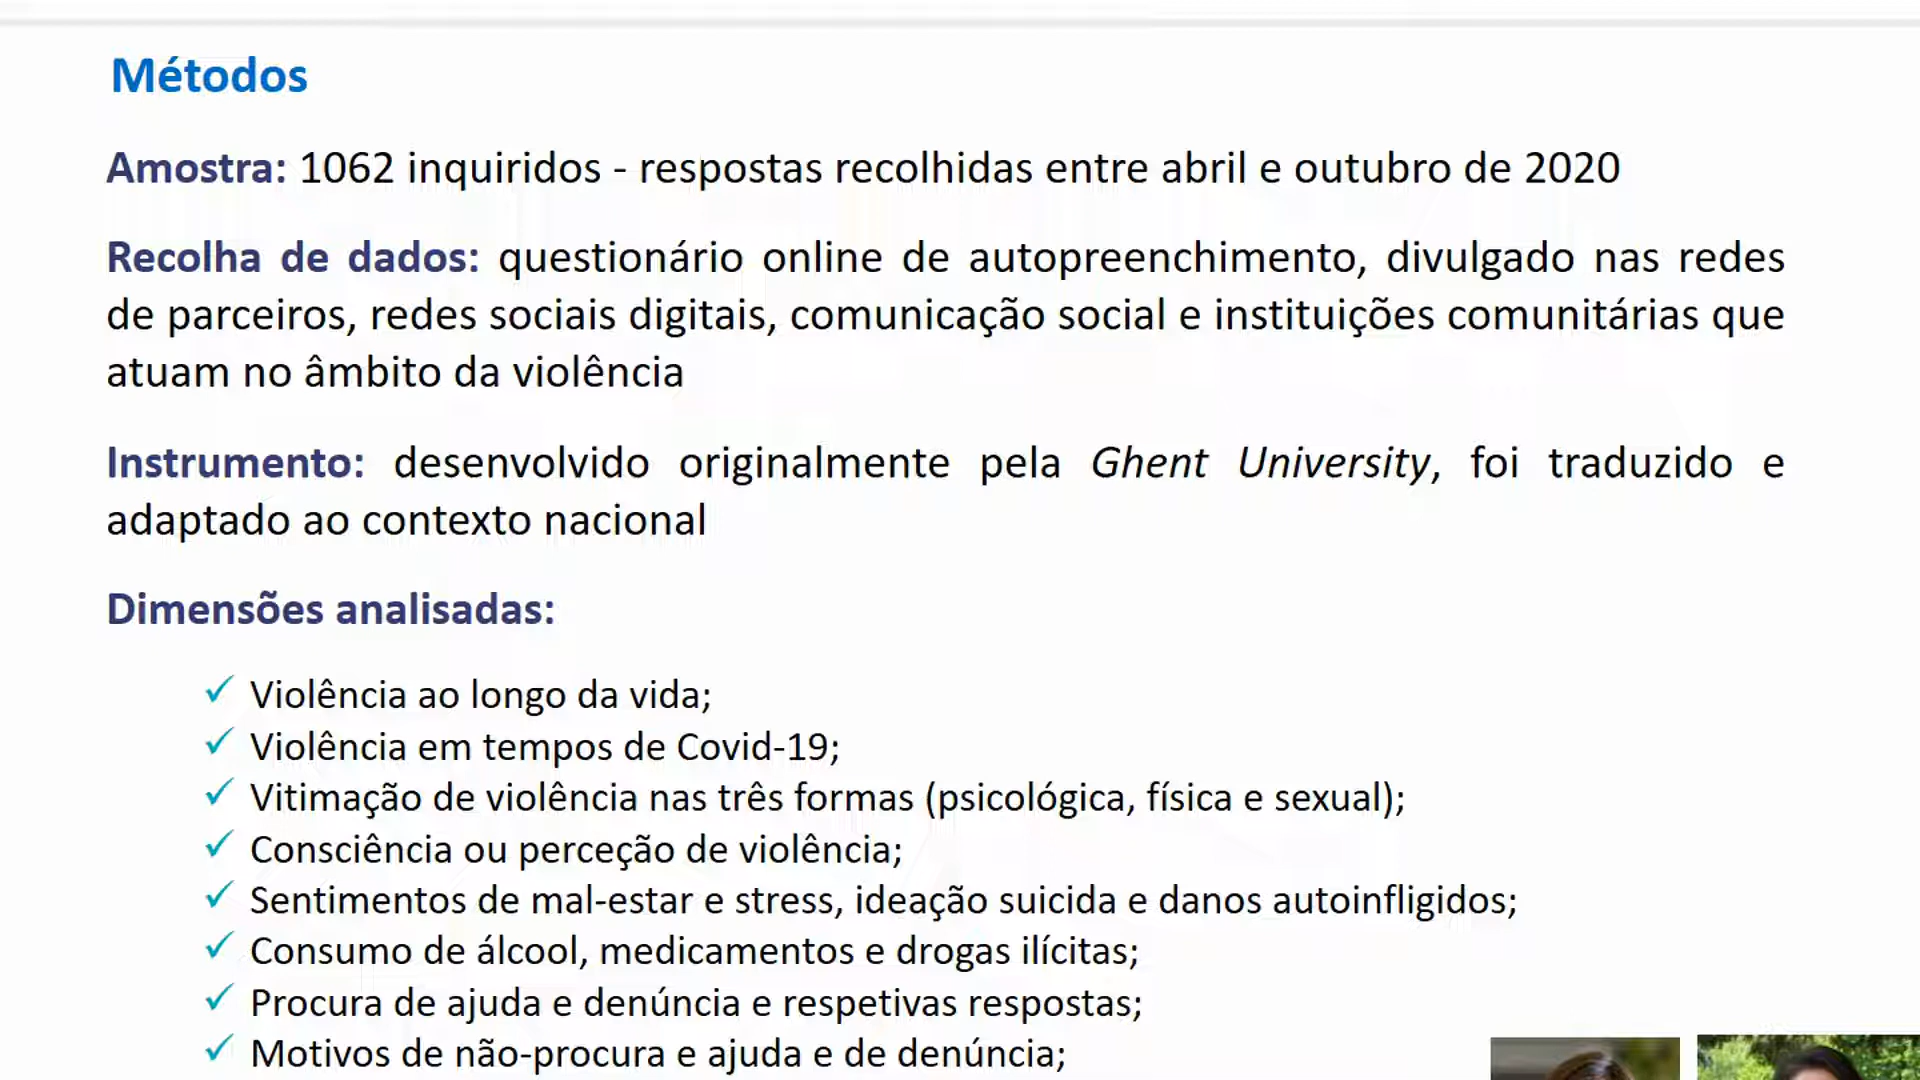 Métodos
Amostra: 1062 inquiridos - respostas recolhidas entre abril e outubro de 2020
Recolha de dados: questionário online de autopreenchimento, divulgado nas redes
de parceiros, redes sociais digitais, comunicação social e instituições comunitárias que
atuam no âmbito da violência
Instrumento: desenvolvido originalmente pela Ghent University, foi traduzido e
adaptado ao contexto nacional
Dimensões analisadas:
✓ Violência ao longo da vida;
✓ Violência em tempos de Covid-19;
✓ Vitimação de violência nas três formas (psicológica, física e sexual);
✓ Consciência ou perceção de violência;
✓ Sentimentos de mal-estar e stress, ideação suicida e danos autoinfligidos;
✓ Consumo de álcool, medicamentos e drogas ilícitas;
✓ Procura de ajuda e denúncia e respetivas respostas;
✓ Motivos de não-procura e ajuda e de denúncia;